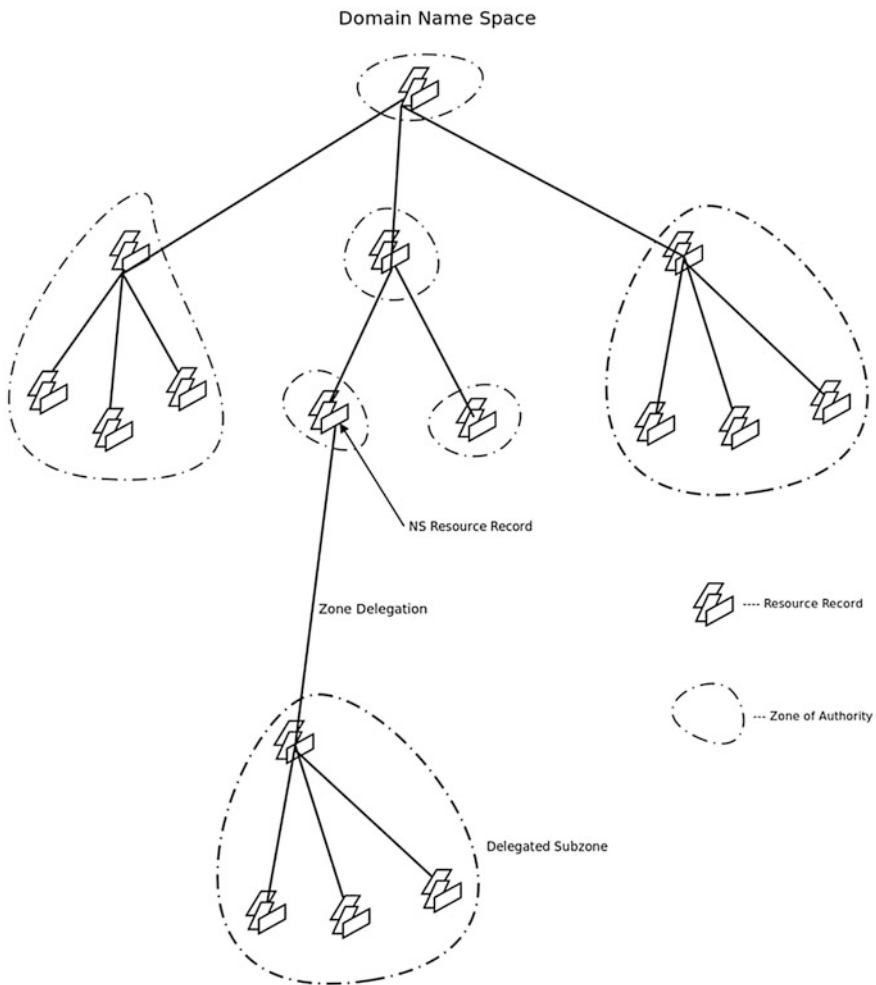 Domain Name Space
NS Resource Record
Zone Delegation
---- Resource Record
--- Zone of Authority
Delegated Subzone